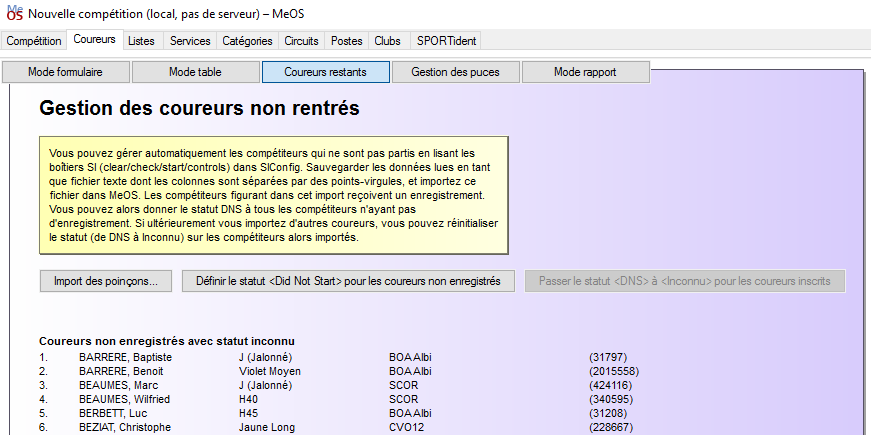 MeOS Nouvelle compétition (local, pas de serveur) – MeOS
Compétition Coureurs Listes Services Catégories Circuits Postes Clubs SPORTident
Mode formulaire Mode table Coureurs restants Gestion des puces Mode rapport
Gestion des coureurs non rentrés
Vous pouvez gérer automatiquement les compétiteurs qui ne sont pas partis en lisant les
boîtiers SI (clear/check/start/controls) dans SIConfig. Sauvegarder les données lues en tant
que fichier texte dont les colonnes sont séparées par des points-virgules, et importez ce
fichier dans MeOS. Les compétiteurs figurant dans cet import reçoivent un enregistrement.
Vous pouvez alors donner le statut DNS à tous les compétiteurs n'ayant pas
d'enregistrement. Si ultérieurement vous importez d'autres coureurs, vous pouvez réinitialiser
le statut (de DNS à Inconnu) sur les compétiteurs alors importés.
Import des poinçons... Définir le statut <Did Not Start> pour les coureurs non enregistrés Passer le statut <DNS> à <Inconnu> pour les coureurs inscrits
Coureurs non enregistrés avec statut inconnu
1. BARRERE, Baptiste J (Jalonné) BOAAlbi (31797)
2. BARRERE, Benoit Violet Moyen BOAAlbi (2015558)
3. BEAUMES, Marc J (Jalonné) SCOR (424116)
4. BEAUMES, Wilfried H40 SCOR (340595)
5. BERBETT, Luc H45 BOAAlbi (31208)
6. BEZIAT, Christophe Jaune Long CVO12 (228667)